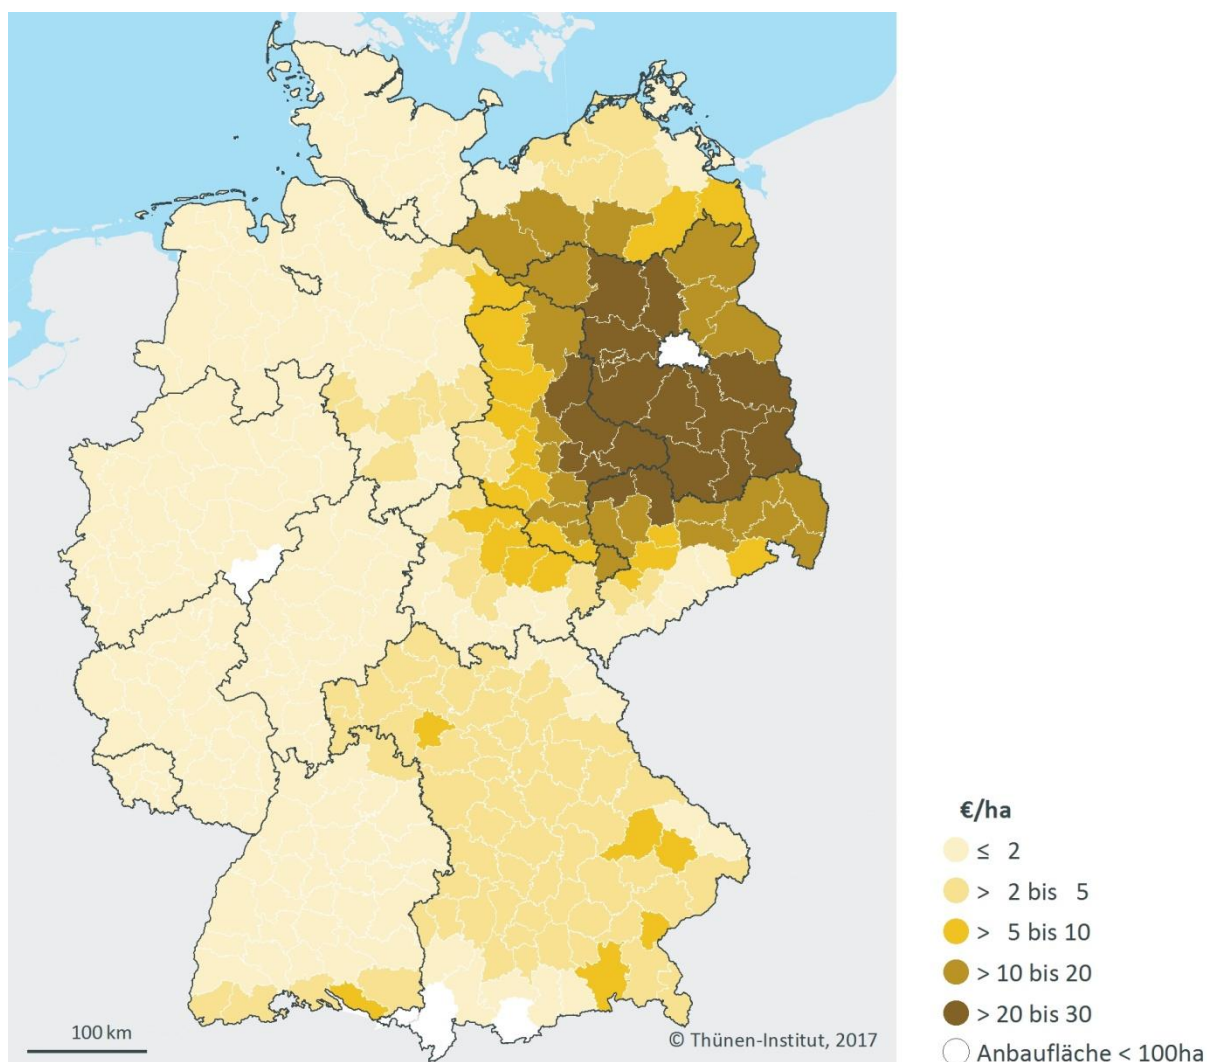 €/ha
≤ 2
> 2 bis 5
> 5 bis 10
> 10 bis 20
> 20 bis 30
Anbaufläche < 100ha
100 km
© Thünen-Institut, 2017